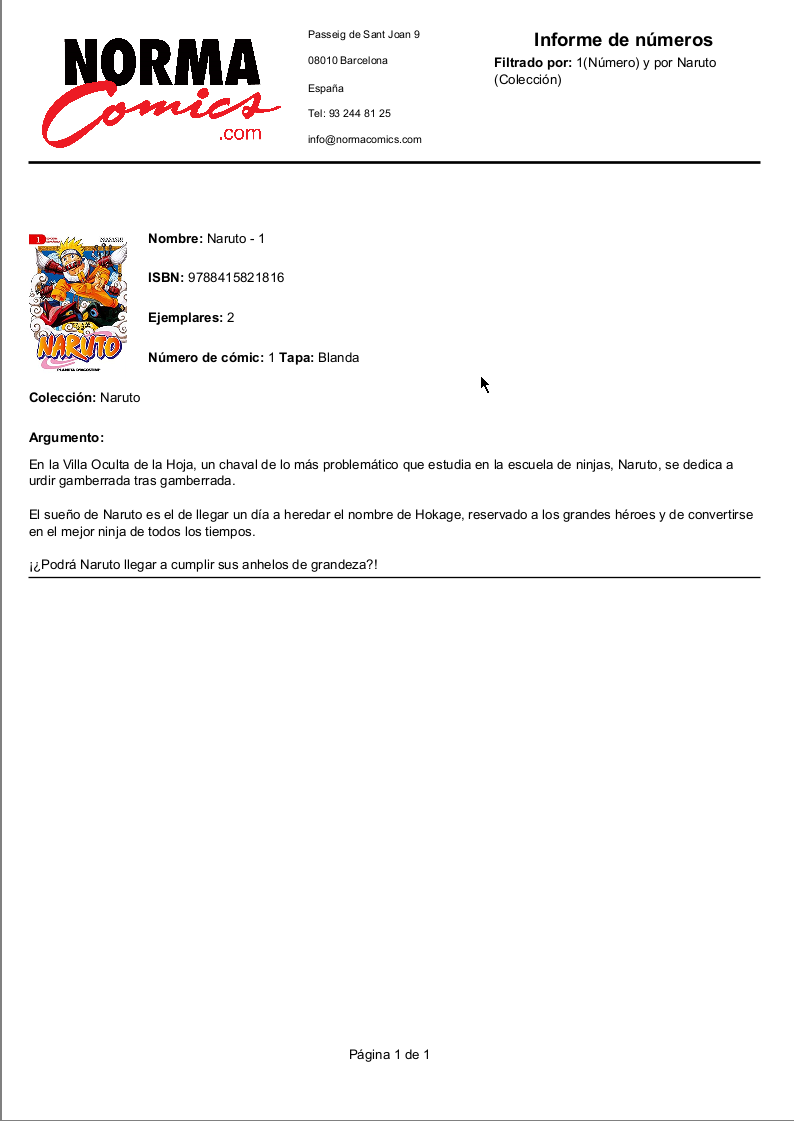 NORMA
Comics
.com
Passeig de Sant Joan 9
08010 Barcelona
España
Tel: 93 244 81 25
info@normacomics.com
Informe de números
Filtrado por: 1(Número) y por Naruto
(Colección)
1
NARUTO
PLANETA DEAGOSTINI
Nombre: Naruto - 1
ISBN: 9788415821816
Ejemplares: 2
Número de cómic: 1 Tapa: Blanda
Colección: Naruto
Argumento:
En la Villa Oculta de la Hoja, un chaval de lo más problemático que estudia en la escuela de ninjas, Naruto, se dedica a
urdir gamberrada tras gamberrada.
El sueño de Naruto es el de llegar un día a heredar el nombre de Hokage, reservado a los grandes héroes y de convertirse
en el mejor ninja de todos los tiempos.
¡¿Podrá Naruto llegar a cumplir sus anhelos de grandeza?!
Página 1 de 1